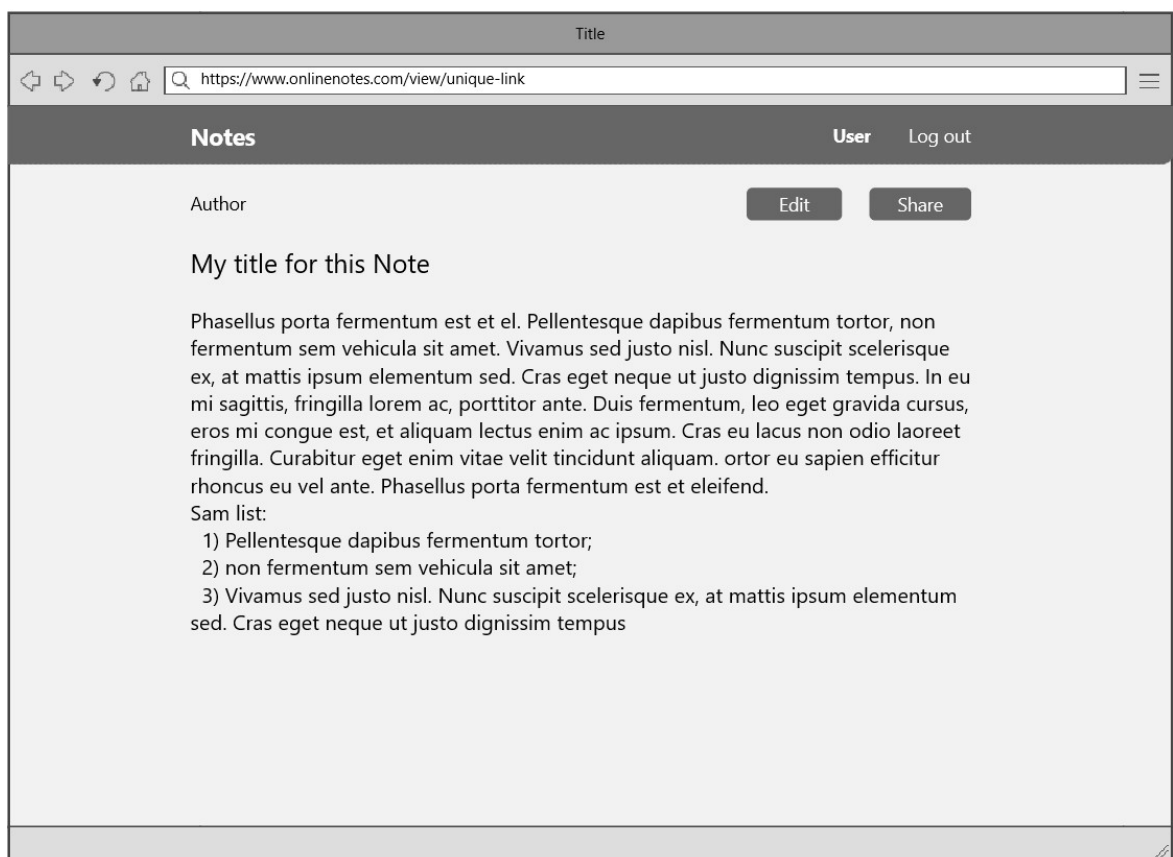 Title
https://www.onlinenotes.com/view/unique-link
Notes User Log out
Author Edit Share
My title for this Note
Phasellus porta fermentum est et el. Pellentesque dapibus fermentum tortor, non
fermentum sem vehicula sit amet. Vivamus sed justo nisl. Nunc suscipit scelerisque
ex, at mattis ipsum elementum sed. Cras eget neque ut justo dignissim tempus. In eu
mi sagittis, fringilla lorem ac, porttitor ante. Duis fermentum, leo eget gravida cursus,
eros mi congue est, et aliquam lectus enim ac ipsum. Cras eu lacus non odio laoreet
fringilla. Curabitur eget enim vitae velit tincidunt aliquam. ortor eu sapien efficitur
rhoncus eu vel ante. Phasellus porta fermentum est et eleifend.
Sam list:
1) Pellentesque dapibus fermentum tortor;
2) non fermentum sem vehicula sit amet;
3) Vivamus sed justo nisl. Nunc suscipit scelerisque ex, at mattis ipsum elementum
sed. Cras eget neque ut justo dignissim tempus